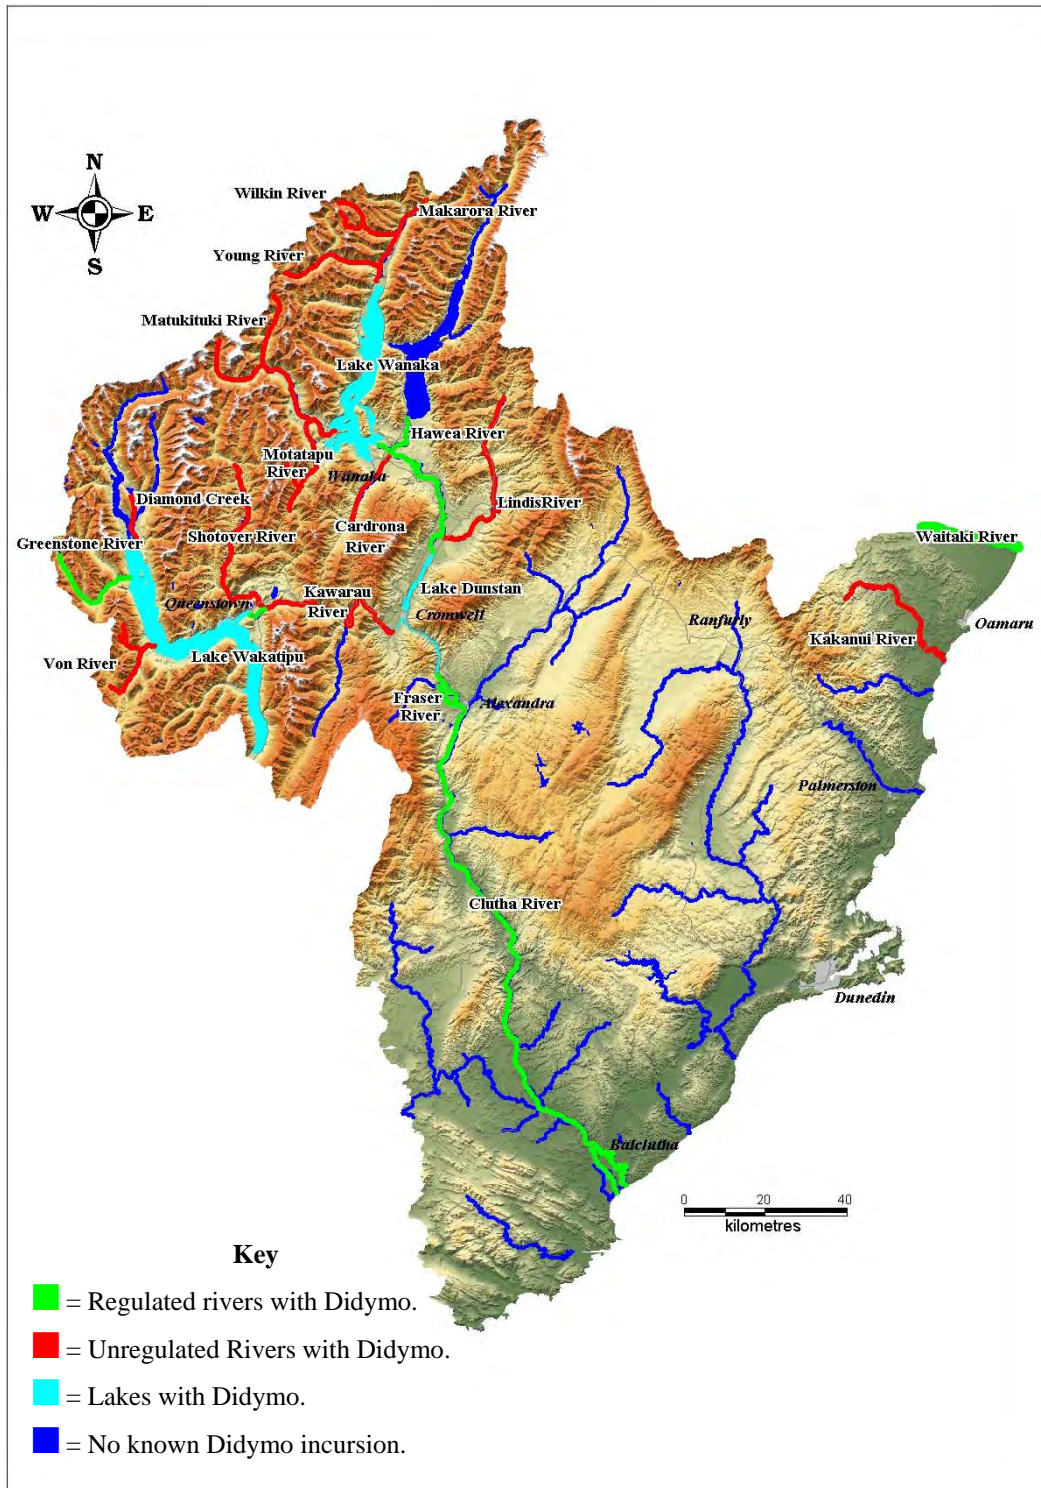 N
W
E
S
Wilkin River
Makarora River
Young River
Matukituki River
Lake Wanaka
Hawea River
Motatapu
River
Wanaka
Diamond Creek
Cardrona
River
LindisRiver
Shotover River
Greenstone River
Waitaki River
Lake Dunstan
Queenstown
Kawarau
River
Cromwell
Ranfurly
Oamaru
Kakanui River
Von River
Lake Wakatipu
Fraser
River
Alexandra
Palmerston
Clutha River
Dunedin
Balclutha
0 20 40
kilometres
Key
= Regulated rivers with Didymo.
= Unregulated Rivers with Didymo.
= Lakes with Didymo.
= No known Didymo incursion.